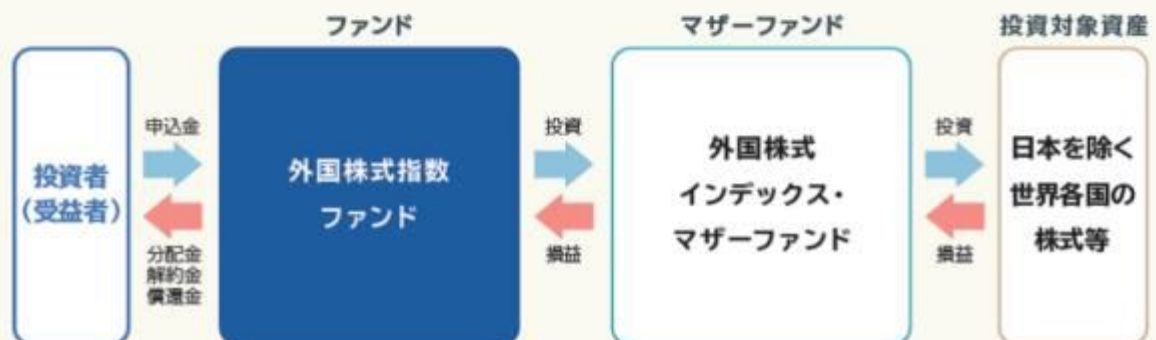 ファンド
マザーファンド
投資対象資産
投資者
(受益者)
申込金
分配金
解約金
償還金
外国株式指数
ファンド
投資
損益
外国株式
インデックス・
マザーファンド
投資
損益
日本を除く
世界各国の
株式等